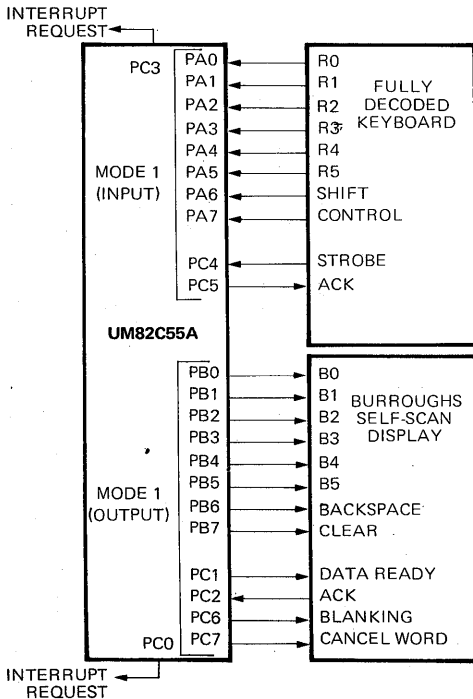 INTERRUPT
REQUEST
PC3
PA0 R0
PA1 R1 FULLY
PA2 R2 DECODED
PA3 R3 KEYBOARD
PA4 R4
MODE 1 PA5 R5
(INPUT) PA6 SHIFT
PA7 CONTROL
PC4 STROBE
PC5 ACK
UM82C55A
PB0 B0
PB1 B1 BURROUGHS
PB2 B2 SELF-SCAN
PB3 B3 DISPLAY
PB4 B4
MODE 1 PB5 B5
(OUTPUT) PB6 BACKSPACE
PB7 CLEAR
PC1 DATA READY
PC2 ACK
PC6 BLANKING
PC0 PC7 CANCEL WORD
INTERRUPT
REQUEST